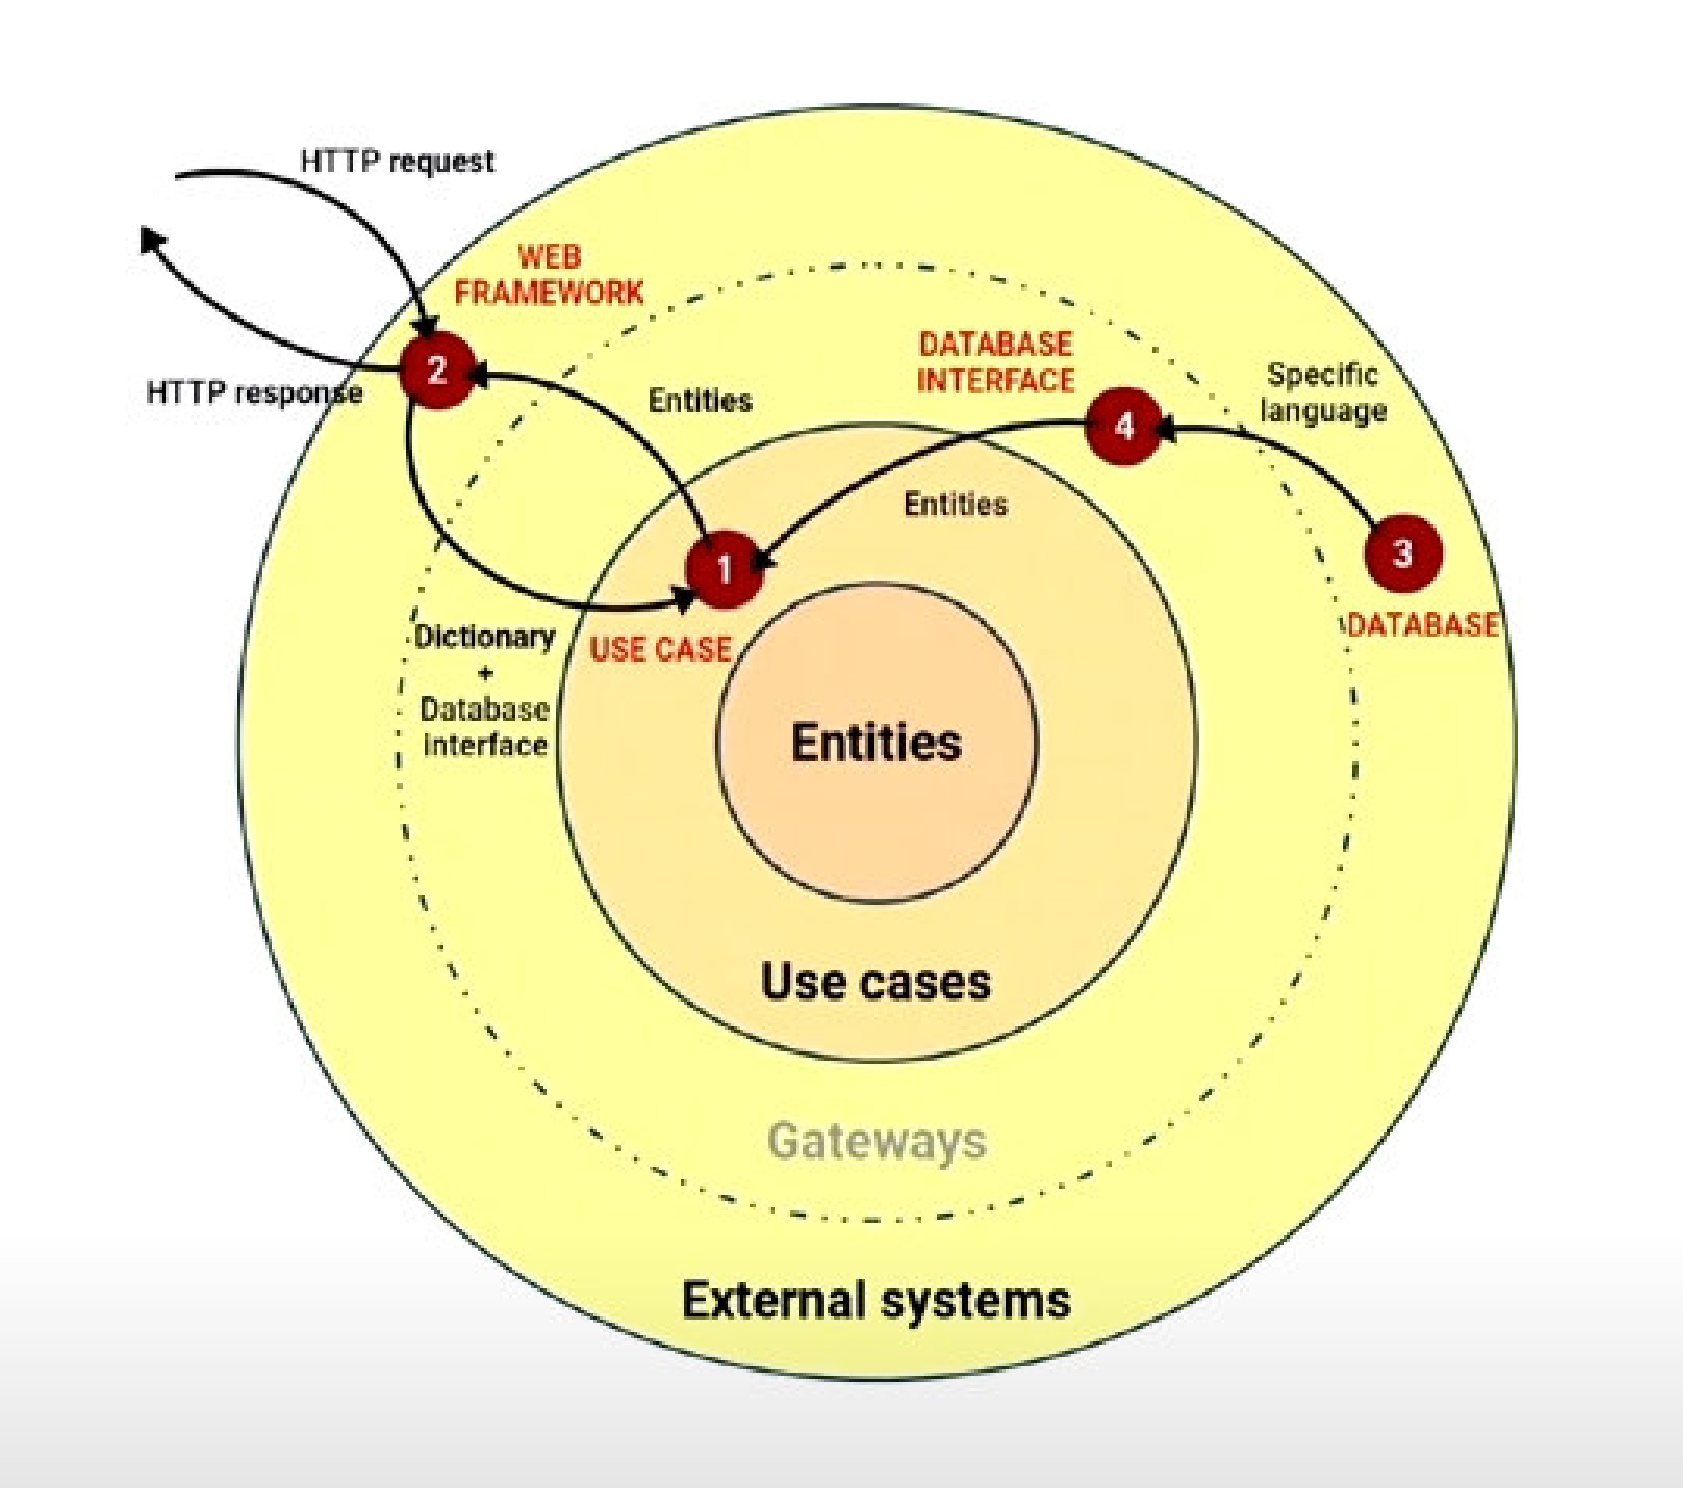 HTTP request
WEB
FRAMEWORK
2
HTTP response
Entities
DATABASE
INTERFACE
4
Specific
language
Entities
1
3
DATABASE
USE CASE
Dictionary
+
Database
interface
Entities
Use cases
Gateways
External systems